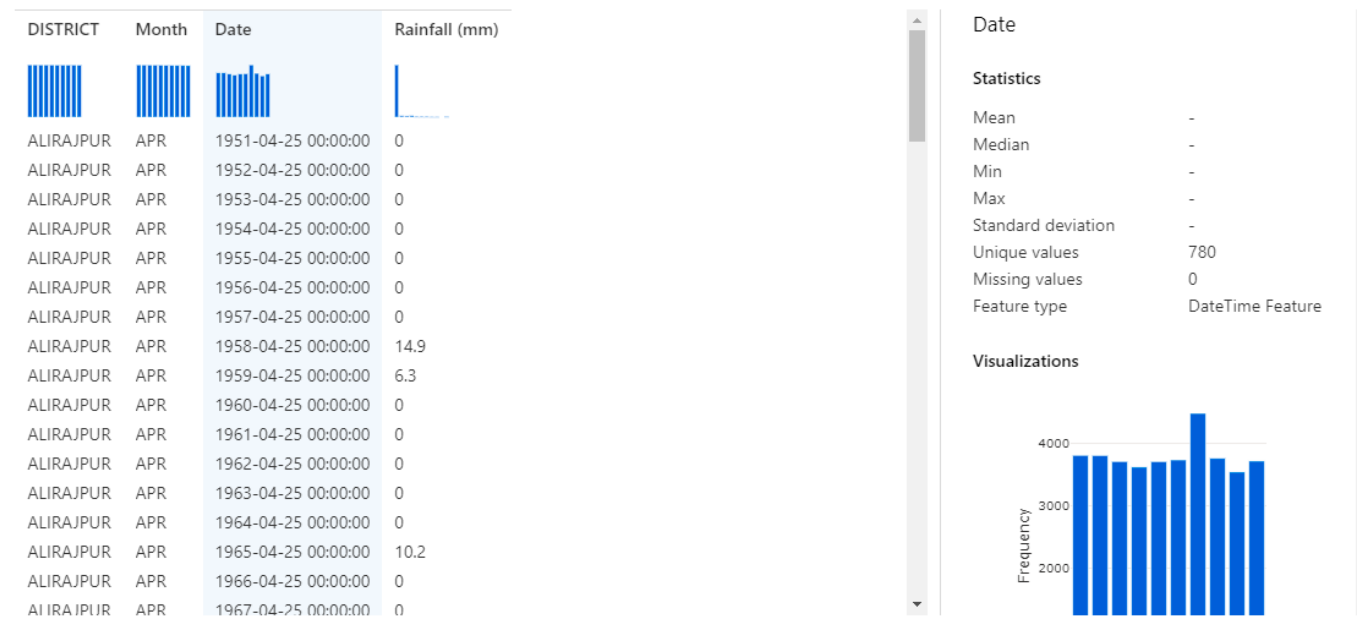 DISTRICT Month Date Rainfall (mm)
ALIRAJPUR APR 1951-04-25 00:00:00 0
ALIRAJPUR APR 1952-04-25 00:00:00 0
ALIRAJPUR APR 1953-04-25 00:00:00 0
ALIRAJPUR APR 1954-04-25 00:00:00 0
ALIRAJPUR APR 1955-04-25 00:00:00 0
ALIRAJPUR APR 1956-04-25 00:00:00 0
ALIRAJPUR APR 1957-04-25 00:00:00 0
ALIRAJPUR APR 1958-04-25 00:00:00 14.9
ALIRAJPUR APR 1959-04-25 00:00:00 6.3
ALIRAJPUR APR 1960-04-25 00:00:00 0
ALIRAJPUR APR 1961-04-25 00:00:00 0
ALIRAJPUR APR 1962-04-25 00:00:00 0
ALIRAJPUR APR 1963-04-25 00:00:00 0
ALIRAJPUR APR 1964-04-25 00:00:00 0
ALIRAJPUR APR 1965-04-25 00:00:00 10.2
ALIRAJPUR APR 1966-04-25 00:00:00 0
ALIRAJPUR APR 1967-04-25 00:00:00 0
Date
Statistics
Mean -
Median -
Min -
Max -
Standard deviation -
Unique values 780
Missing values 0
Feature type DateTime Feature
Visualizations
4000
3000
2000
Frequency